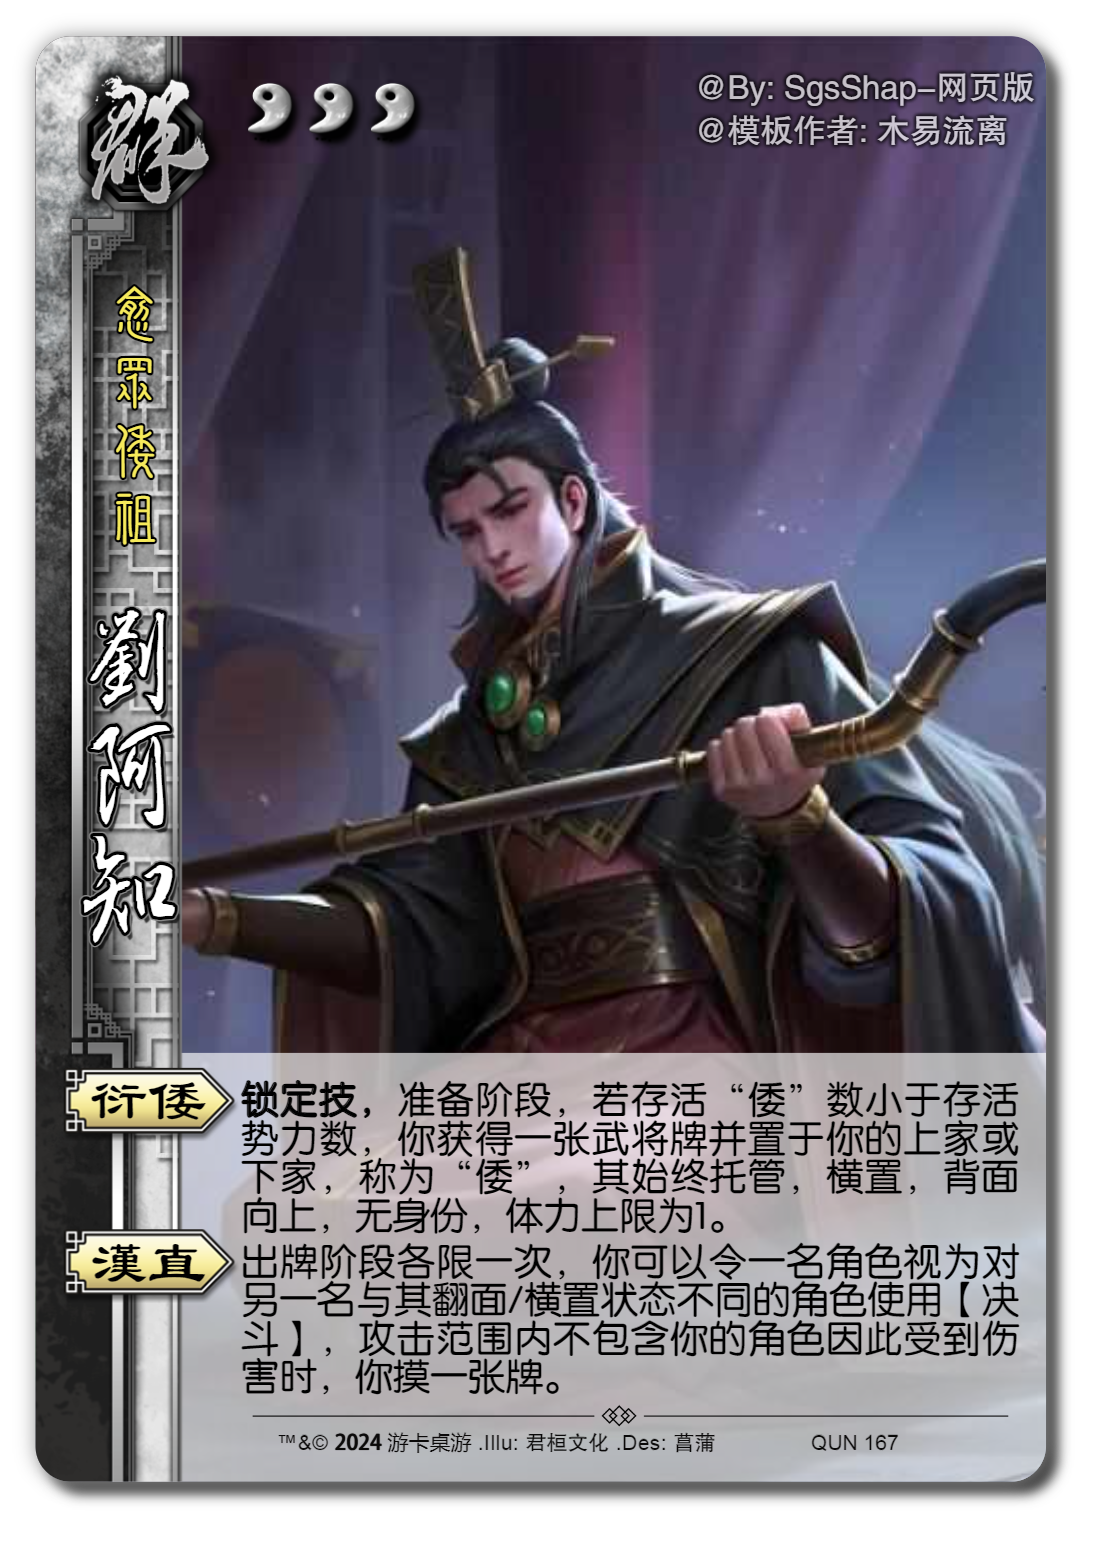 群
@By: SgsShap-网页版
@模板作者: 木易流离
愈眾倭祖
劉阿知
衍倭
锁定技，准备阶段，若存活“倭”数小于存活
势力数，你获得一张武将牌并置于你的上家或
下家，称为“倭”，其始终托管，横置，背面
向上，无身份，体力上限为1。
漢直
出牌阶段各限一次，你可以令一名角色视为对
另一名与其翻面/横置状态不同的角色使用【决
斗】，攻击范围内不包含你的角色因此受到伤
害时，你摸一张牌。
™&© 2024 游卡桌游 .Illu: 君桓文化 .Des: 菖蒲
QUN 167